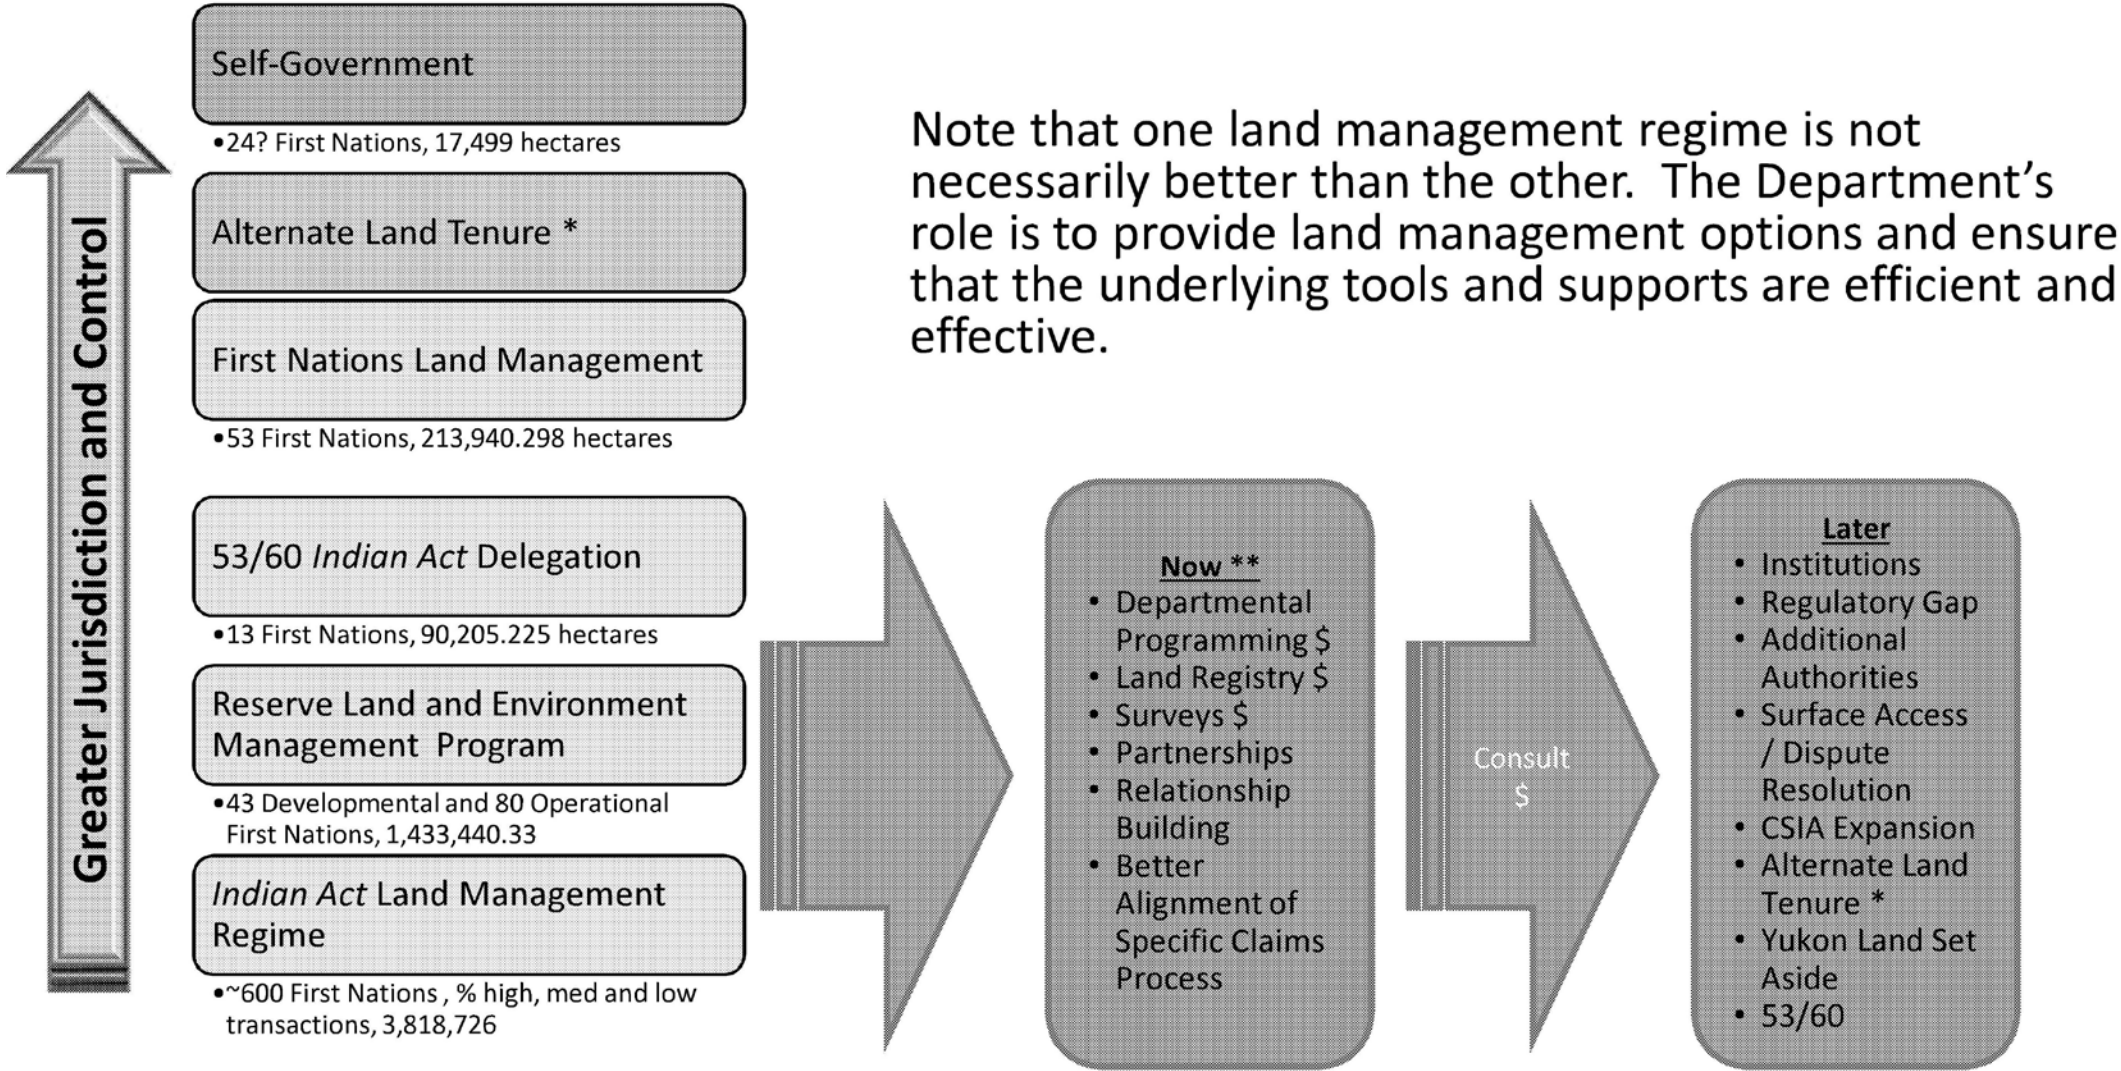 Greater Jurisdiction and Control
Self-Government
•24? First Nations, 17,499 hectares
Alternate Land Tenure *
First Nations Land Management
•53 First Nations, 213,940.298 hectares
53/60 Indian Act Delegation
•13 First Nations, 90,205.225 hectares
Reserve Land and Environment
Management Program
•43 Developmental and 80 Operational
First Nations, 1,433,440.33
Indian Act Land Management
Regime
•~600 First Nations , % high, med and low
transactions, 3,818,726
Note that one land management regime is not
necessarily better than the other. The Department’s
role is to provide land management options and ensure
that the underlying tools and supports are efficient and
effective.
Now **
• Departmental
Programming $
• Land Registry $
• Surveys $
• Partnerships
• Relationship
Building
• Better
Alignment of
Specific Claims
Process
Consult
$
Later
• Institutions
• Regulatory Gap
• Additional
Authorities
• Surface Access
/ Dispute
Resolution
• CSIA Expansion
• Alternate Land
Tenure *
• Yukon Land Set
Aside
• 53/60